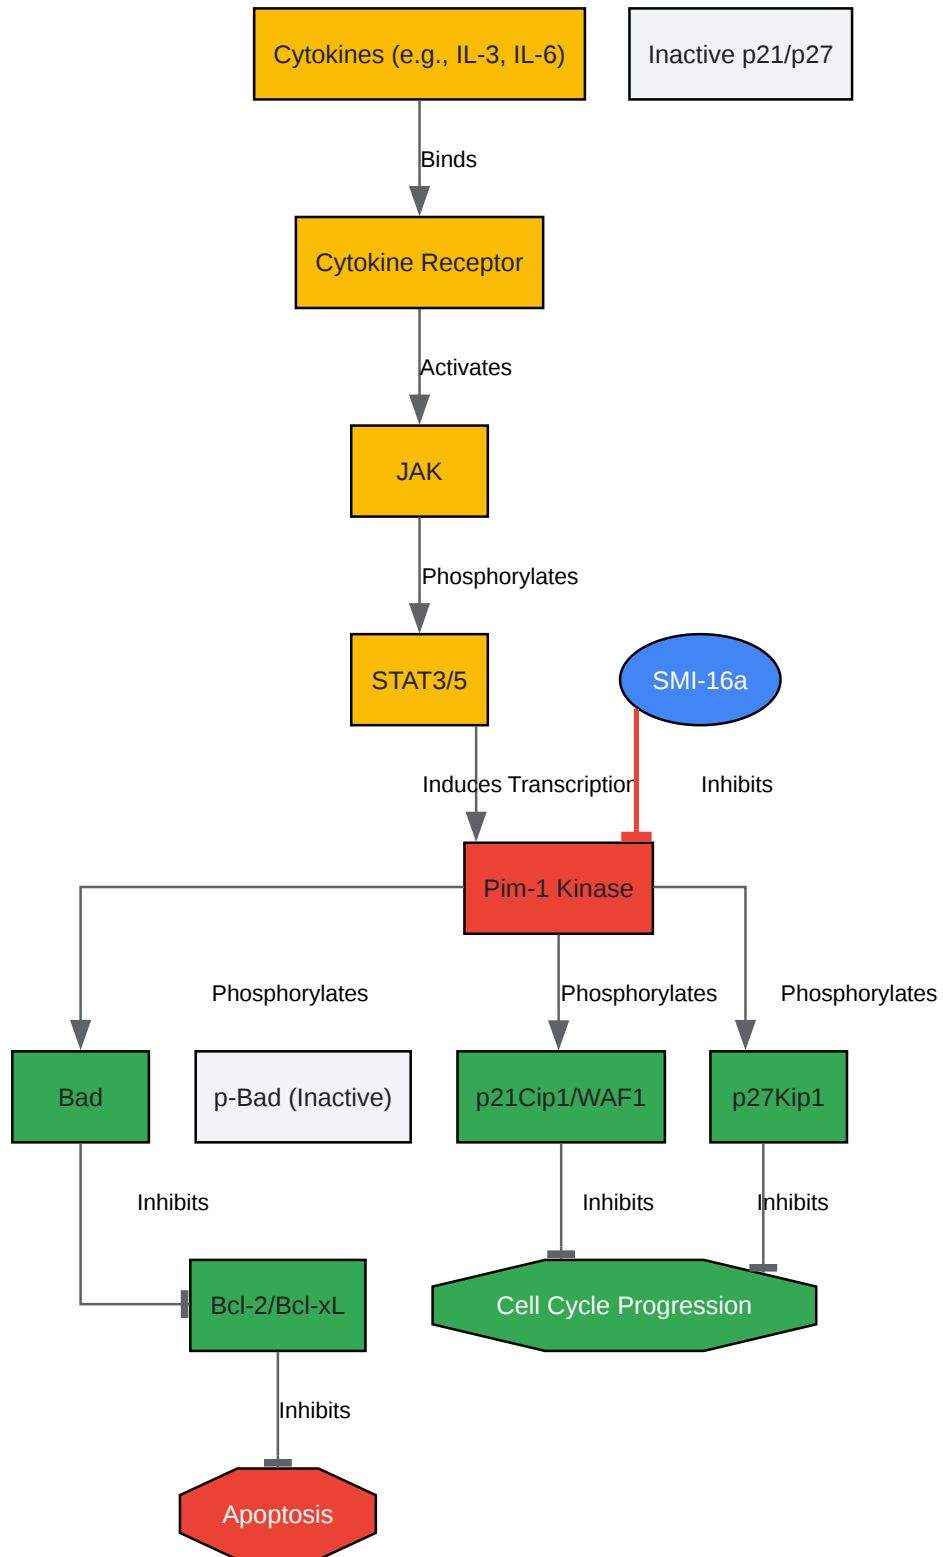 Cytokines (e.g., IL-3, IL-6)
Inactive p21/p27
Binds
Cytokine Receptor
Activates
JAK
Phosphorylates
STAT3/5
SMI-16a
Induces Transcription
Inhibits
Pim-1 Kinase
Phosphorylates
Phosphorylates
Phosphorylates
Bad
p-Bad (Inactive)
p21Cip1/WAF1
p27Kip1
Inhibits
Inhibits
Inhibits
Bcl-2/Bcl-xL
Cell Cycle Progression
Inhibits
Apoptosis